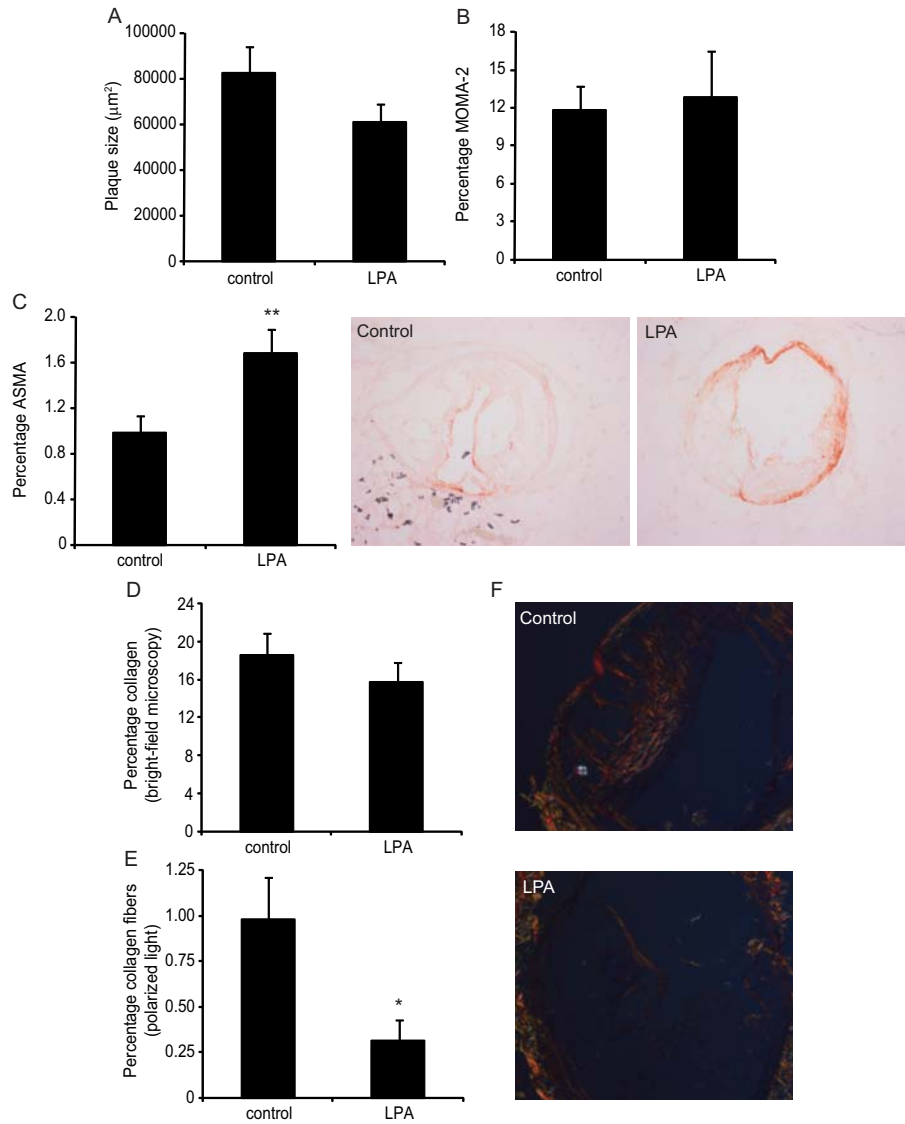 A
Plaque size (μm²)
100000
80000
60000
40000
20000
0
control
LPA
B
Percentage MOMA-2
18
15
12
9
6
3
0
control
LPA
C
Percentage ASMA
2.0
1.6
1.2
0.8
0.4
0
**
control
LPA
Control
LPA
D
Percentage collagen
(bright-field microscopy)
24
20
16
12
8
4
0
control
LPA
E
Percentage collagen fibers
(polarized light)
1.25
1.00
0.75
0.50
0.25
0
*
control
LPA
F
Control
LPA